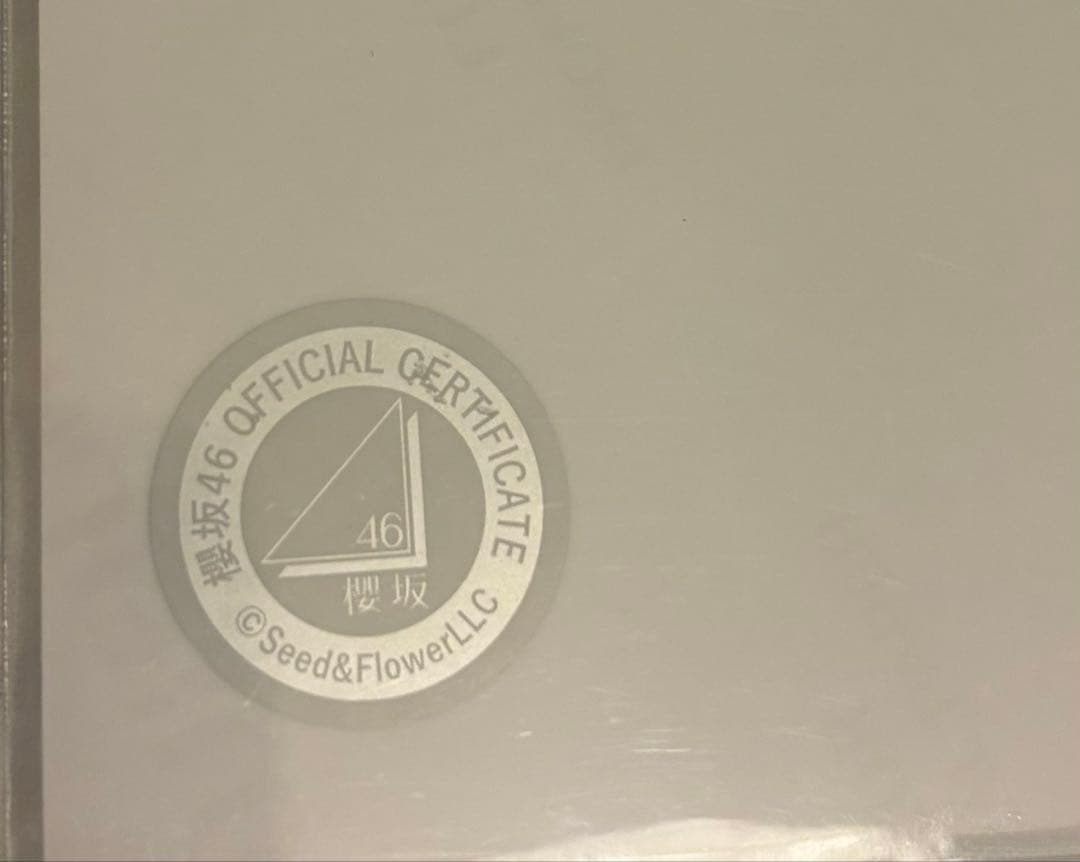 櫻坂46 OFFICIAL CERTIFICATE
46
櫻坂
©Seed&FlowerLLC